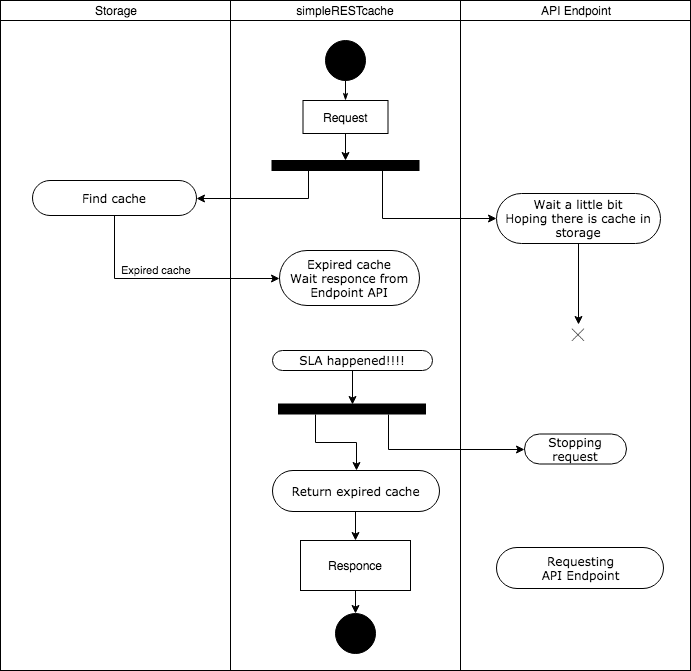 Storage
simpleRESTcache
API Endpoint
Request
Find cache
Wait a little bit
Hoping there is cache in
storage
Expired cache
Expired cache
Wait responce from
Endpoint API
SLA happened!!!!
Stopping
request
Return expired cache
Requesting
API Endpoint
Responce